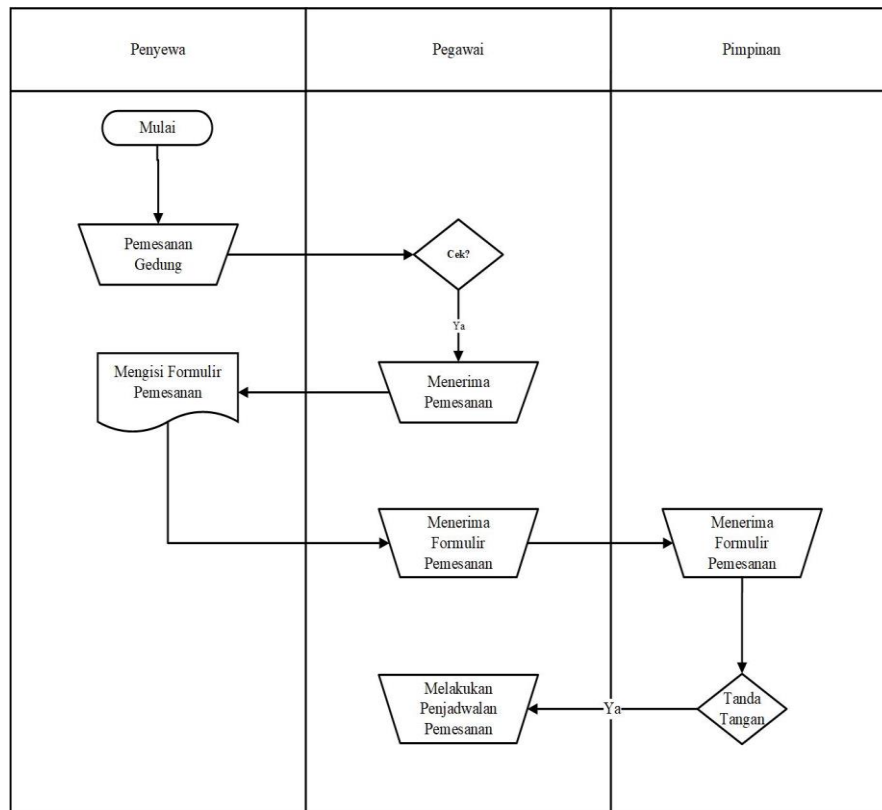 Penyewa
Pegawai
Pimpinan
Mulai
Pemesanan
Gedung
Cek?
Ya
Mengisi Formulir
Pemesanan
Menerima
Pemesanan
Menerima
Formulir
Pemesanan
Menerima
Formulir
Pemesanan
Melakukan
Penjadwalan
Pemesanan
Ya
Tanda
Tangan